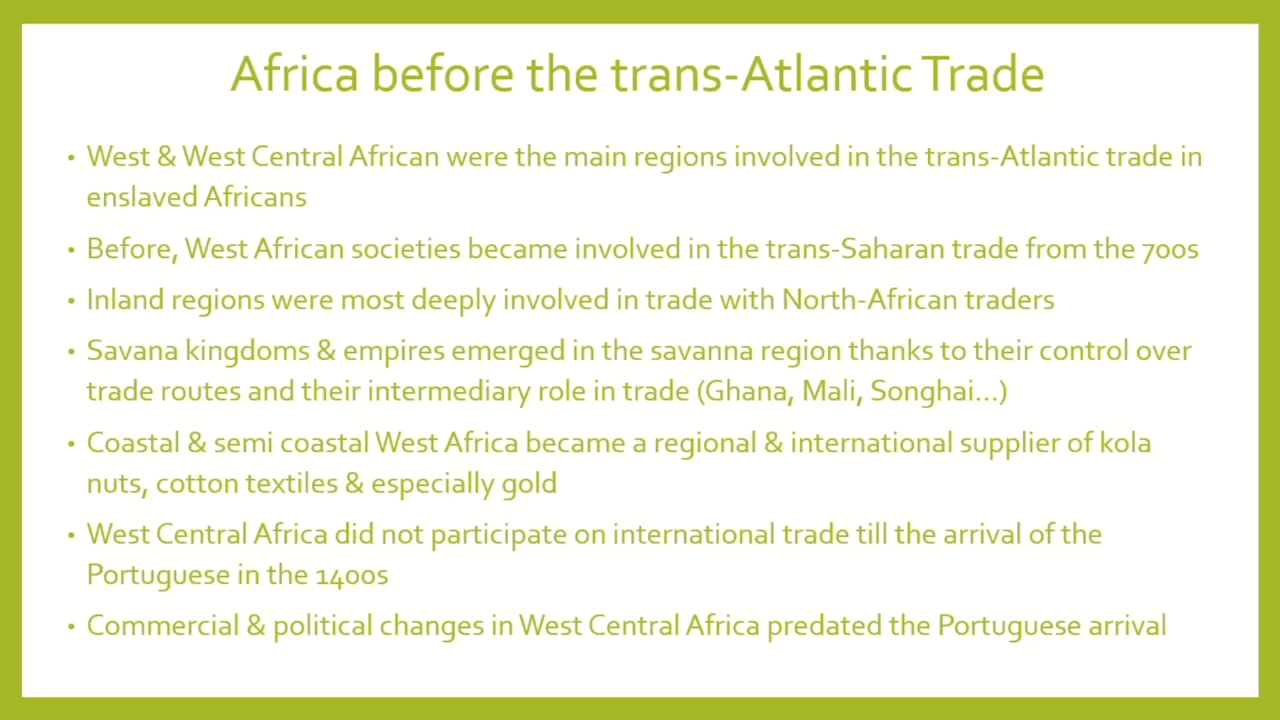 Africa before the trans-Atlantic Trade
• West & West Central African were the main regions involved in the trans-Atlantic trade in
enslaved Africans
• Before, West African societies became involved in the trans-Saharan trade from the 700s
• Inland regions were most deeply involved in trade with North-African traders
• Savana kingdoms & empires emerged in the savanna region thanks to their control over
trade routes and their intermediary role in trade (Ghana, Mali, Songhai...)
• Coastal & semi coastal West Africa became a regional & international supplier of kola
nuts, cotton textiles & especially gold
• West Central Africa did not participate on international trade till the arrival of the
Portuguese in the 1400s
• Commercial & political changes in West Central Africa predated the Portuguese arrival